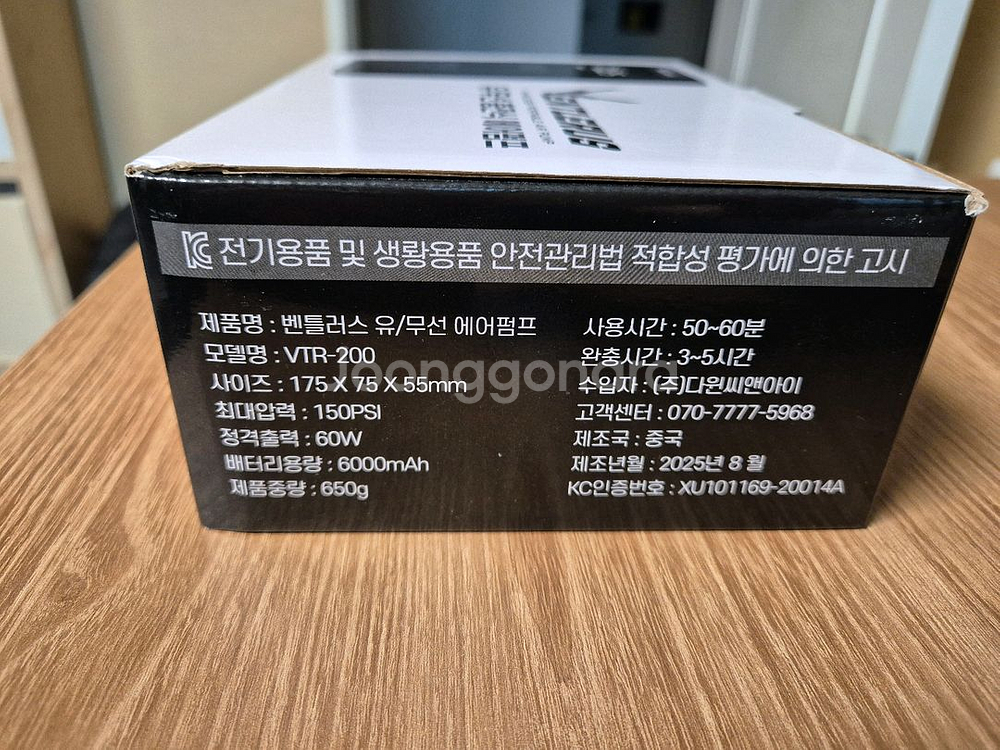 전기용품 및 생활용품 안전관리법 적합성 평가에 의한 고시
제품명 : 벤틀러스 유/무선 에어펌프
모델명 : VTR-200
사이즈 : 175 X 75 X 55mm
최대압력 : 150PSI
정격출력 : 60W
배터리용량 : 6000mAh
제품중량 : 650g
사용시간 : 50~60분
완충시간 : 3~5시간
수입자 : (주)다윈씨앤아이
고객센터 : 070-7777-5968
제조국 : 중국
제조년월 : 2025년 8 월
KC인증번호 : XU101169-20014A
joonggonara